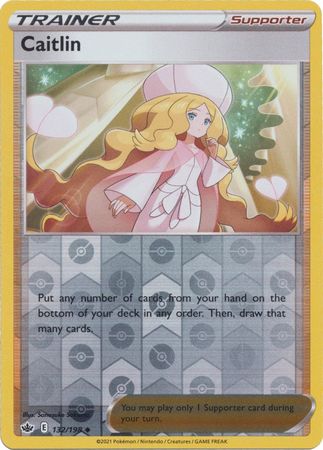 TRAINER Supporter
Caitlin
Put any number of cards from your hand on the
bottom of your deck in any order. Then, draw that
many cards.
Illus. Sanosuke
You may play only 1 Supporter card during
your turn.
E 132/198
©2021 Pokémon / Nintendo / Creatures / GAME FREAK